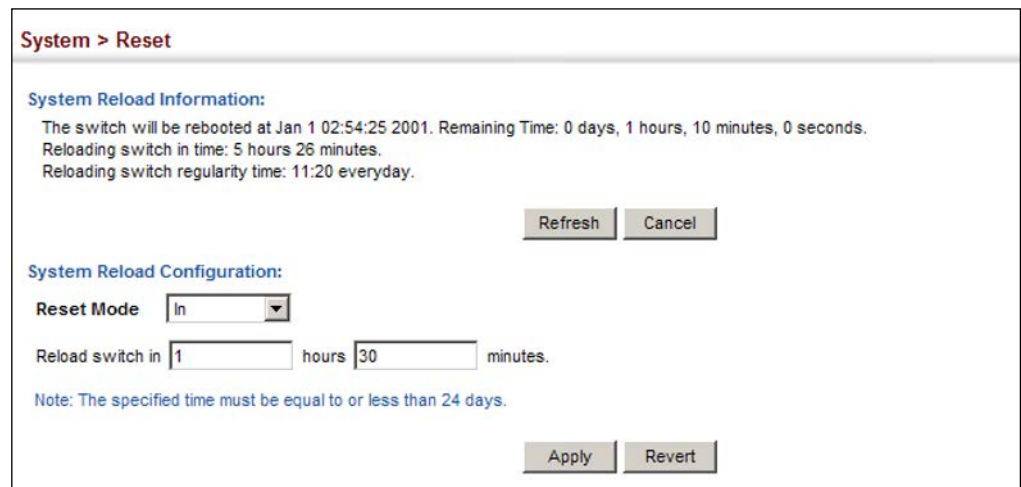 System > Reset
System Reload Information:
The switch will be rebooted at Jan 1 02:54:25 2001. Remaining Time: 0 days, 1 hours, 10 minutes, 0 seconds.
Reloading switch in time: 5 hours 26 minutes.
Reloading switch regularity time: 11:20 everyday.
Refresh Cancel
System Reload Configuration:
Reset Mode In
Reload switch in 1 hours 30 minutes.
Note: The specified time must be equal to or less than 24 days.
Apply Revert